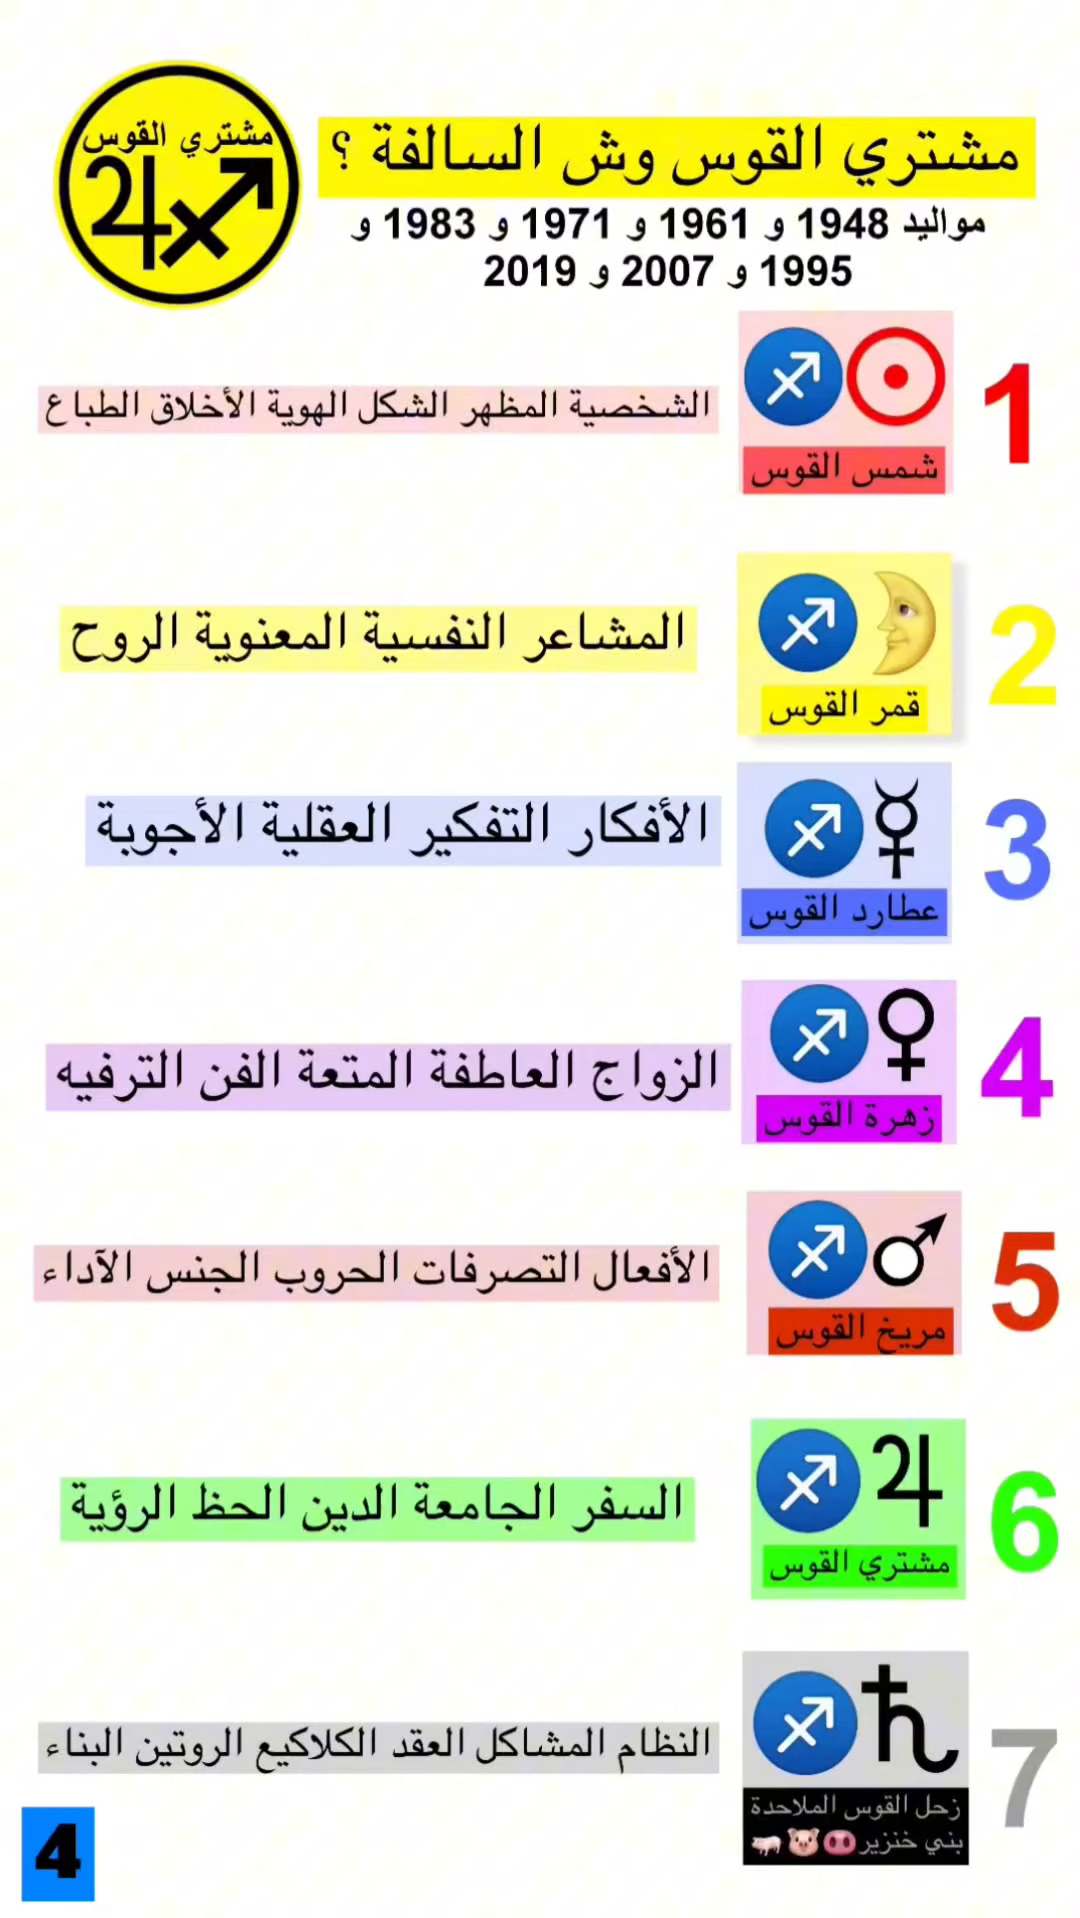 مشتري القوس
مشتري القوس وش السالفة ؟
مواليد 1948 و 1961 و 1971 و 1983 و
1995 و 2007 و 2019
1
شمس القوس
الشخصية المظهر الشكل الهوية الأخلاق الطباع
2
قمر القوس
المشاعر النفسية المعنوية الروح
3
عطارد القوس
الأفكار التفكير العقلية الأجوبة
4
زهرة القوس
الزواج العاطفة المتعة الفن الترفيه
5
مريخ القوس
الأفعال التصرفات الحروب الجنس الآداء
6
مشتري القوس
السفر الجامعة الدين الحظ الرؤية
7
زحل القوس الملاحدة
بني خنزير
النظام المشاكل العقد الكلاكيع الروتين البناء
4